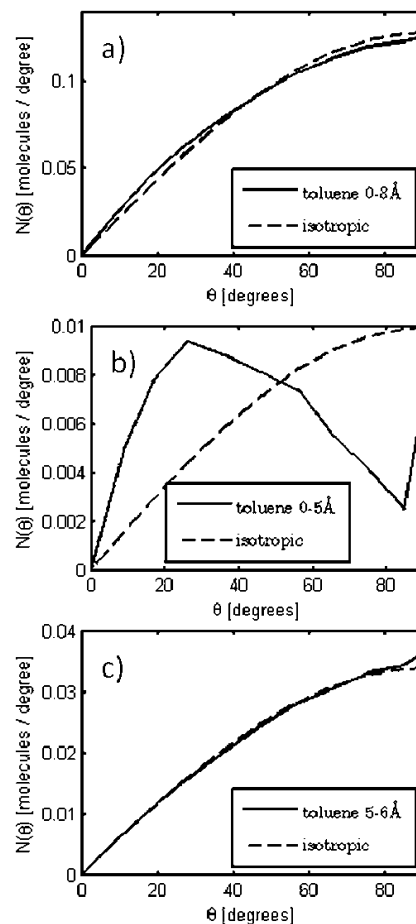 a)
0.1
0.05
0
N(θ) [molecules / degree]
toluene 0-8Å
isotropic
0 20 40 60 80
θ [degrees]
b)
0.01
0.008
0.006
0.004
0.002
0
N(θ) [molecules / degree]
toluene 0-5Å
isotropic
0 20 40 60 80
θ [degrees]
c)
0.04
0.03
0.02
0.01
0
N(θ) [molecules / degree]
toluene 5-6Å
isotropic
0 20 40 60 80
θ [degrees]